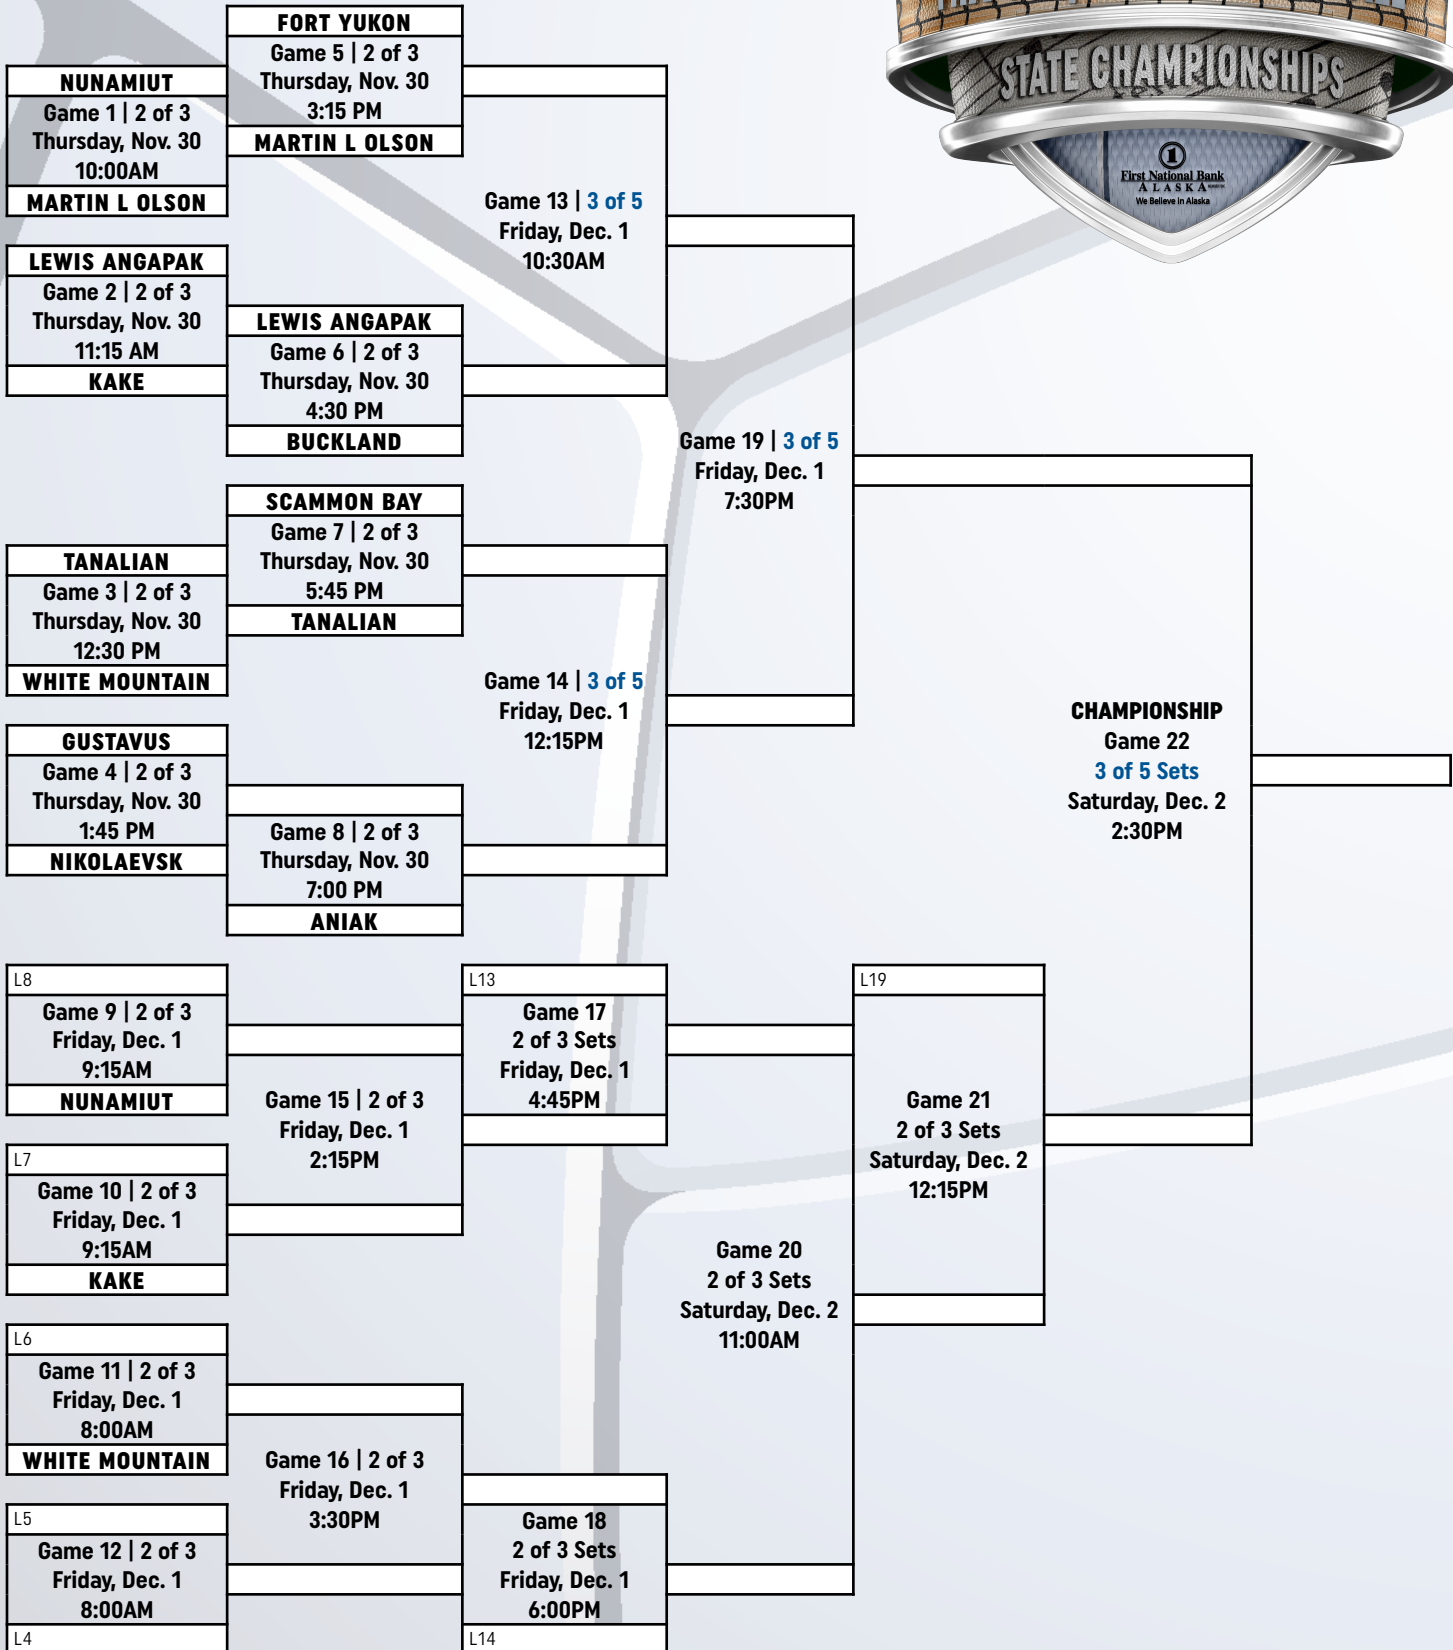 FORT YUKON
Game 5 | 2 of 3
Thursday, Nov. 30
3:15 PM
MARTIN L OLSON
NUNAMIUT
Game 1 | 2 of 3
Thursday, Nov. 30
10:00AM
MARTIN L OLSON
LEWIS ANGAPAK
Game 2 | 2 of 3
Thursday, Nov. 30
11:15 AM
KAKE
LEWIS ANGAPAK
Game 6 | 2 of 3
Thursday, Nov. 30
4:30 PM
BUCKLAND
SCAMMON BAY
Game 7 | 2 of 3
Thursday, Nov. 30
5:45 PM
TANALIAN
TANALIAN
Game 3 | 2 of 3
Thursday, Nov. 30
12:30 PM
WHITE MOUNTAIN
GUSTAVUS
Game 4 | 2 of 3
Thursday, Nov. 30
1:45 PM
NIKOLAEVSK
Game 8 | 2 of 3
Thursday, Nov. 30
7:00 PM
ANIAK
Game 13 | 3 of 5
Friday, Dec. 1
10:30AM
Game 14 | 3 of 5
Friday, Dec. 1
12:15PM
Game 19 | 3 of 5
Friday, Dec. 1
7:30PM
CHAMPIONSHIP
Game 22
3 of 5 Sets
Saturday, Dec. 2
2:30PM
STATE CHAMPIONSHIPS
1
First National Bank
ALASKA
We Believe in Alaska
L8
Game 9 | 2 of 3
Friday, Dec. 1
9:15AM
NUNAMIUT
L7
Game 10 | 2 of 3
Friday, Dec. 1
9:15AM
KAKE
L6
Game 11 | 2 of 3
Friday, Dec. 1
8:00AM
WHITE MOUNTAIN
L5
Game 12 | 2 of 3
Friday, Dec. 1
8:00AM
L4
Game 15 | 2 of 3
Friday, Dec. 1
2:15PM
Game 16 | 2 of 3
Friday, Dec. 1
3:30PM
L13
Game 17
2 of 3 Sets
Friday, Dec. 1
4:45PM
Game 18
2 of 3 Sets
Friday, Dec. 1
6:00PM
L14
Game 20
2 of 3 Sets
Saturday, Dec. 2
11:00AM
L19
Game 21
2 of 3 Sets
Saturday, Dec. 2
12:15PM